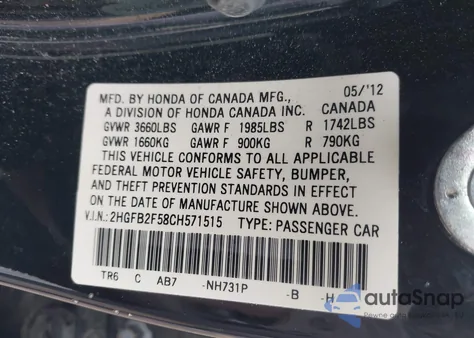 MFD. BY HONDA OF CANADA MFG., 05/'12
A DIVISION OF HONDA CANADA INC. CANADA
GVWR 3660LBS GAWR F 1985LBS R 1742LBS
GVWR 1660KG GAWR F 900KG R 790KG
THIS VEHICLE CONFORMS TO ALL APPLICABLE
FEDERAL MOTOR VEHICLE SAFETY, BUMPER,
AND THEFT PREVENTION STANDARDS IN EFFECT
ON THE DATE OF MANUFACTURE SHOWN ABOVE.
V.I.N.:2HGFB2F58CH571515 TYPE: PASSENGER CAR
TR6 C AB7 -NH731P -B -H
autoSnap